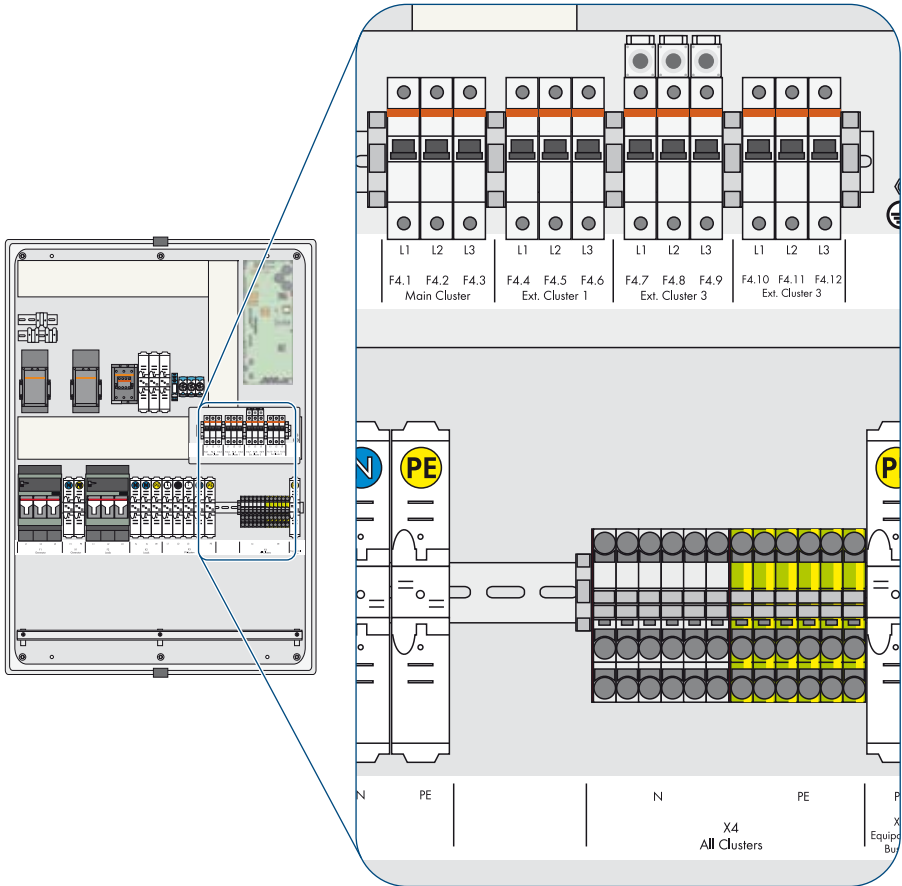 L1 L2 L3 L1 L2 L3 L1 L2 L3 L1 L2 L3
F4.1 F4.2 F4.3 F4.4 F4.5 F4.6 F4.7 F4.8 F4.9 F4.10 F4.11 F4.12
Main Cluster Ext. Cluster 1 Ext. Cluster 3 Ext. Cluster 3
N PE
N PE N PE
X4
All Clusters